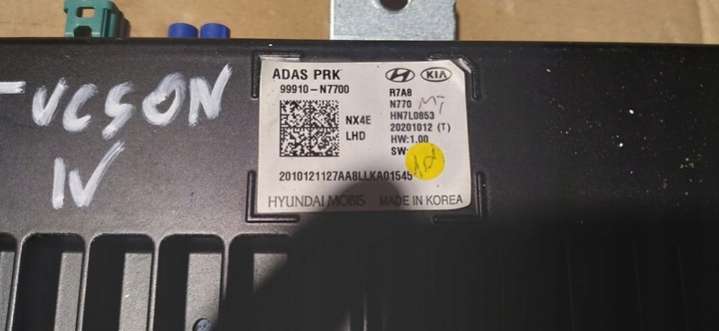 TUCSON
IV
ADAS PRK
KIA
99910-N7700
R7A8
N770
MT
NX4E
HN7L0853
LHD
20201012 (T)
HW:1.00
SW:
2010121127AA8LLKA01545
HYUNDAI MOBIS MADE IN KOREA